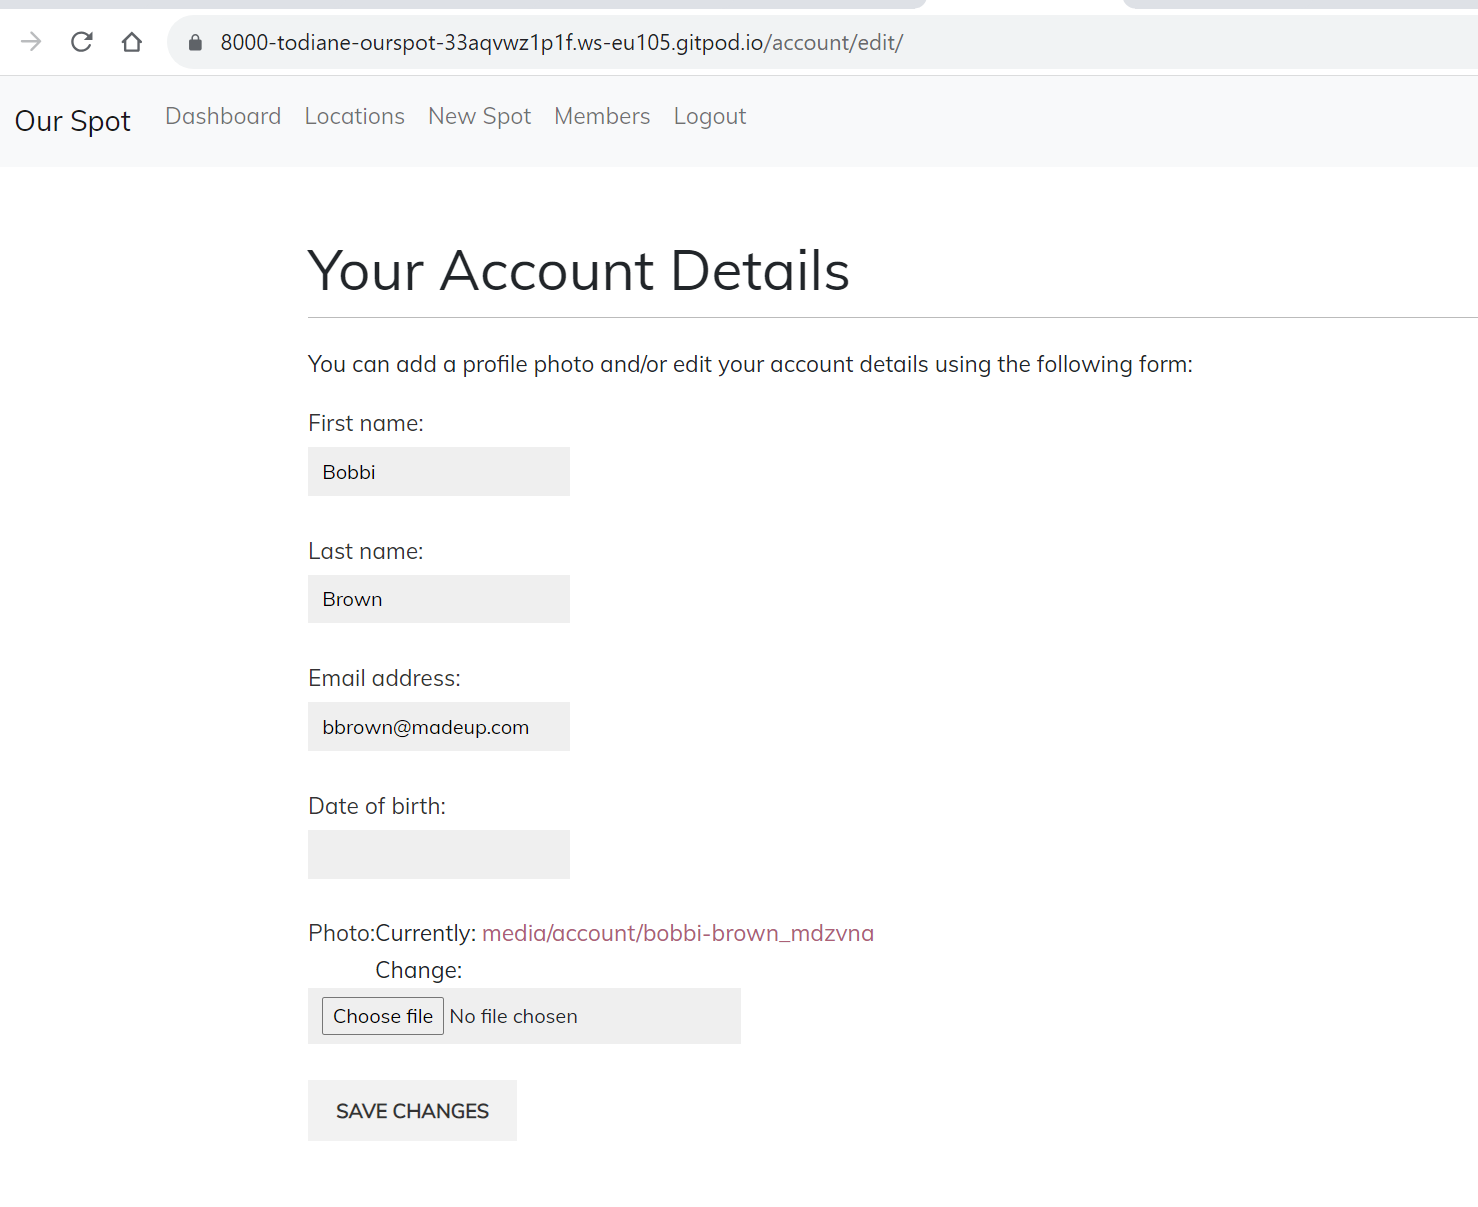 8000-todiane-ourspot-33aqvwz1p1f.ws-eu105.gitpod.io/account/edit/
Our Spot Dashboard Locations New Spot Members Logout
Your Account Details
You can add a profile photo and/or edit your account details using the following form:
First name:
Bobbi
Last name:
Brown
Email address:
bbrown@madeup.com
Date of birth:
Photo:Currently: media/account/bobbi-brown_mdzvna
Change:
Choose file No file chosen
SAVE CHANGES